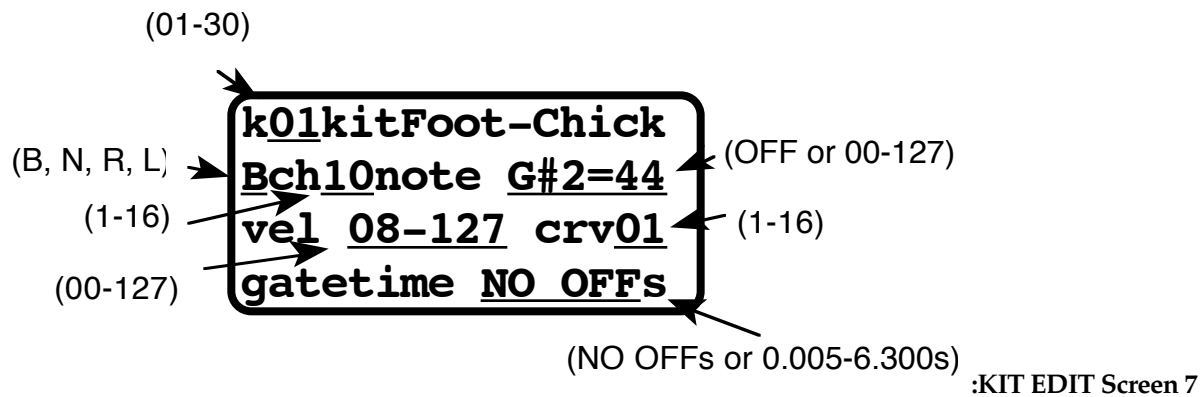 (01-30)
k01kitFoot-Chick
(B, N, R, L)
Bch10note G#2=44
(OFF or 00-127)
(1-16)
vel 08-127 crv01
(1-16)
(00-127)
gatetime NO OFFs
(NO OFFs or 0.005-6.300s)
:KIT EDIT Screen 7